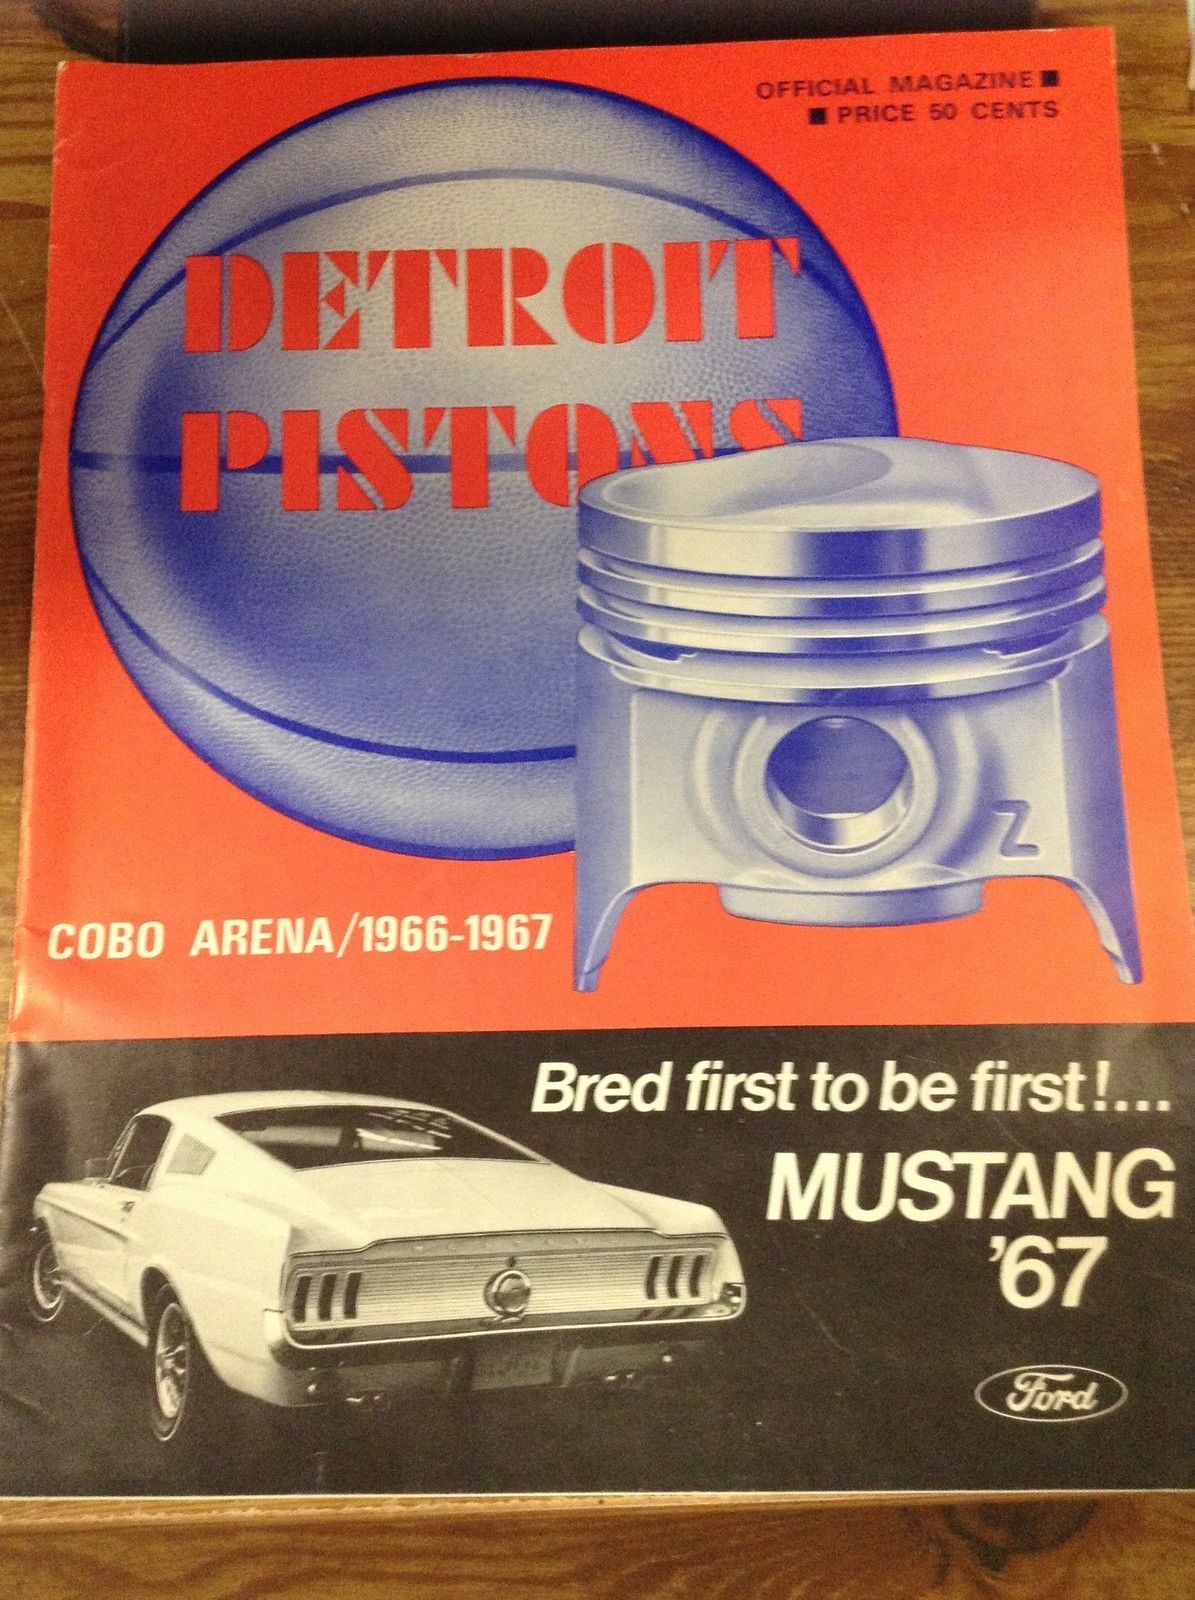 OFFICIAL MAGAZINE
PRICE 50 CENTS
DETROIT
PISTONS
Z
COBO ARENA/1966-1967
Bred first to be first!...
MUSTANG
'67
Ford